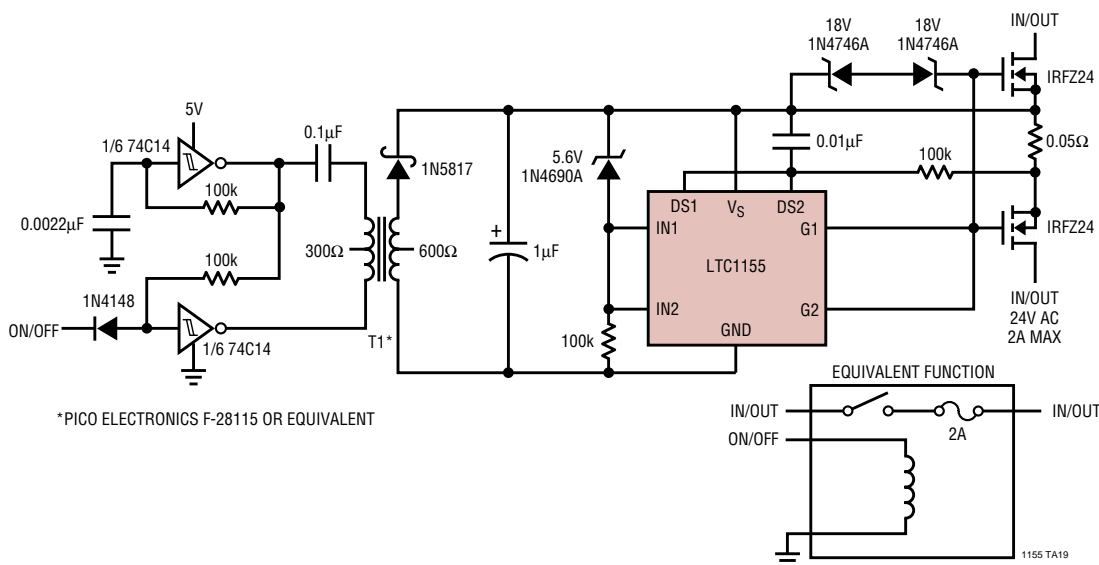 18V
1N4746A
18V
1N4746A
IN/OUT
IRFZ24
5V
1/6 74C14
0.1µF
1N5817
5.6V
1N4690A
0.01µF
0.05Ω
100k
100k
0.0022µF
DS1
VS
DS2
IN1
G1
IRFZ24
300Ω
600Ω
+
1µF
LTC1155
100k
1N4148
ON/OFF
IN2
G2
IN/OUT
24V AC
2A MAX
1/6 74C14
T1*
100k
GND
EQUIVALENT FUNCTION
*PICO ELECTRONICS F-28115 OR EQUIVALENT
IN/OUT
IN/OUT
2A
ON/OFF
1155 TA19